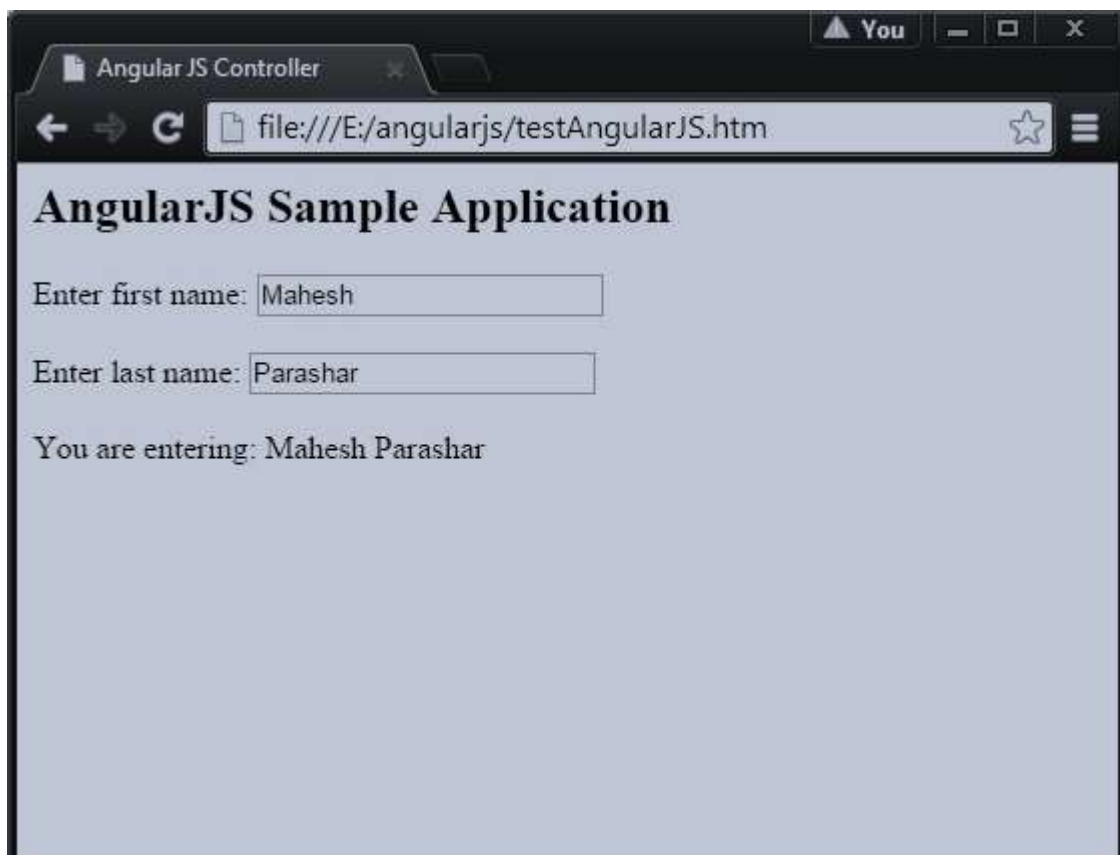 You
Angular JS Controller
file:///E:/angularjs/testAngularJS.htm
AngularJS Sample Application
Enter first name: Mahesh
Enter last name: Parashar
You are entering: Mahesh Parashar